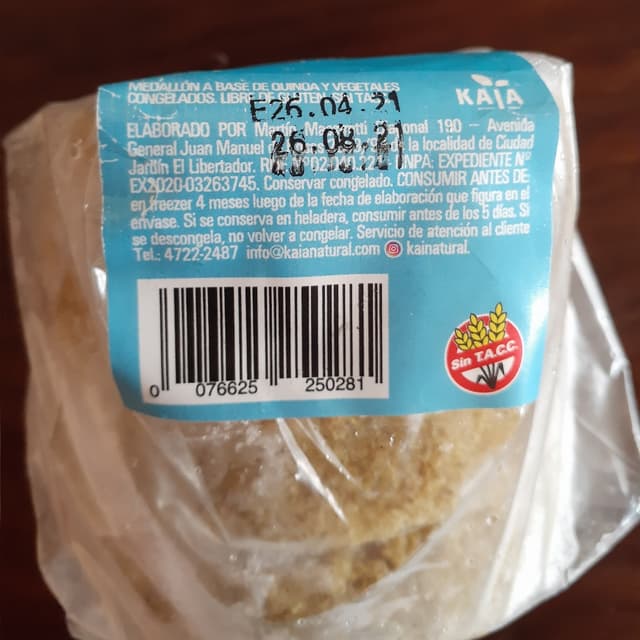 MEDALLÓN A BASE DE QUINOA Y VEGETALES
CONGELADOS. LIBRE DE GLUTEN SIN TACC
KAIA
E26.04.21
26.08.21
ELABORADO POR 190 – Avenida
General Juan Manuel la localidad de Ciudad
Jardín El Libertador. EXPEDIENTE Nº
EX2020-03263745. Conservar congelado. CONSUMIR ANTES DE
en freezer 4 meses luego de la fecha de elaboración que figura en el
envase. Si se conserva en heladera, consumir antes de los 5 días. Si
se descongela, no volver a congelar. Servicio de atención al cliente
Tel.: 4722-2487 info@kaianatural.com kainatural.
Sin T.A.C.C.
0 076625 250281